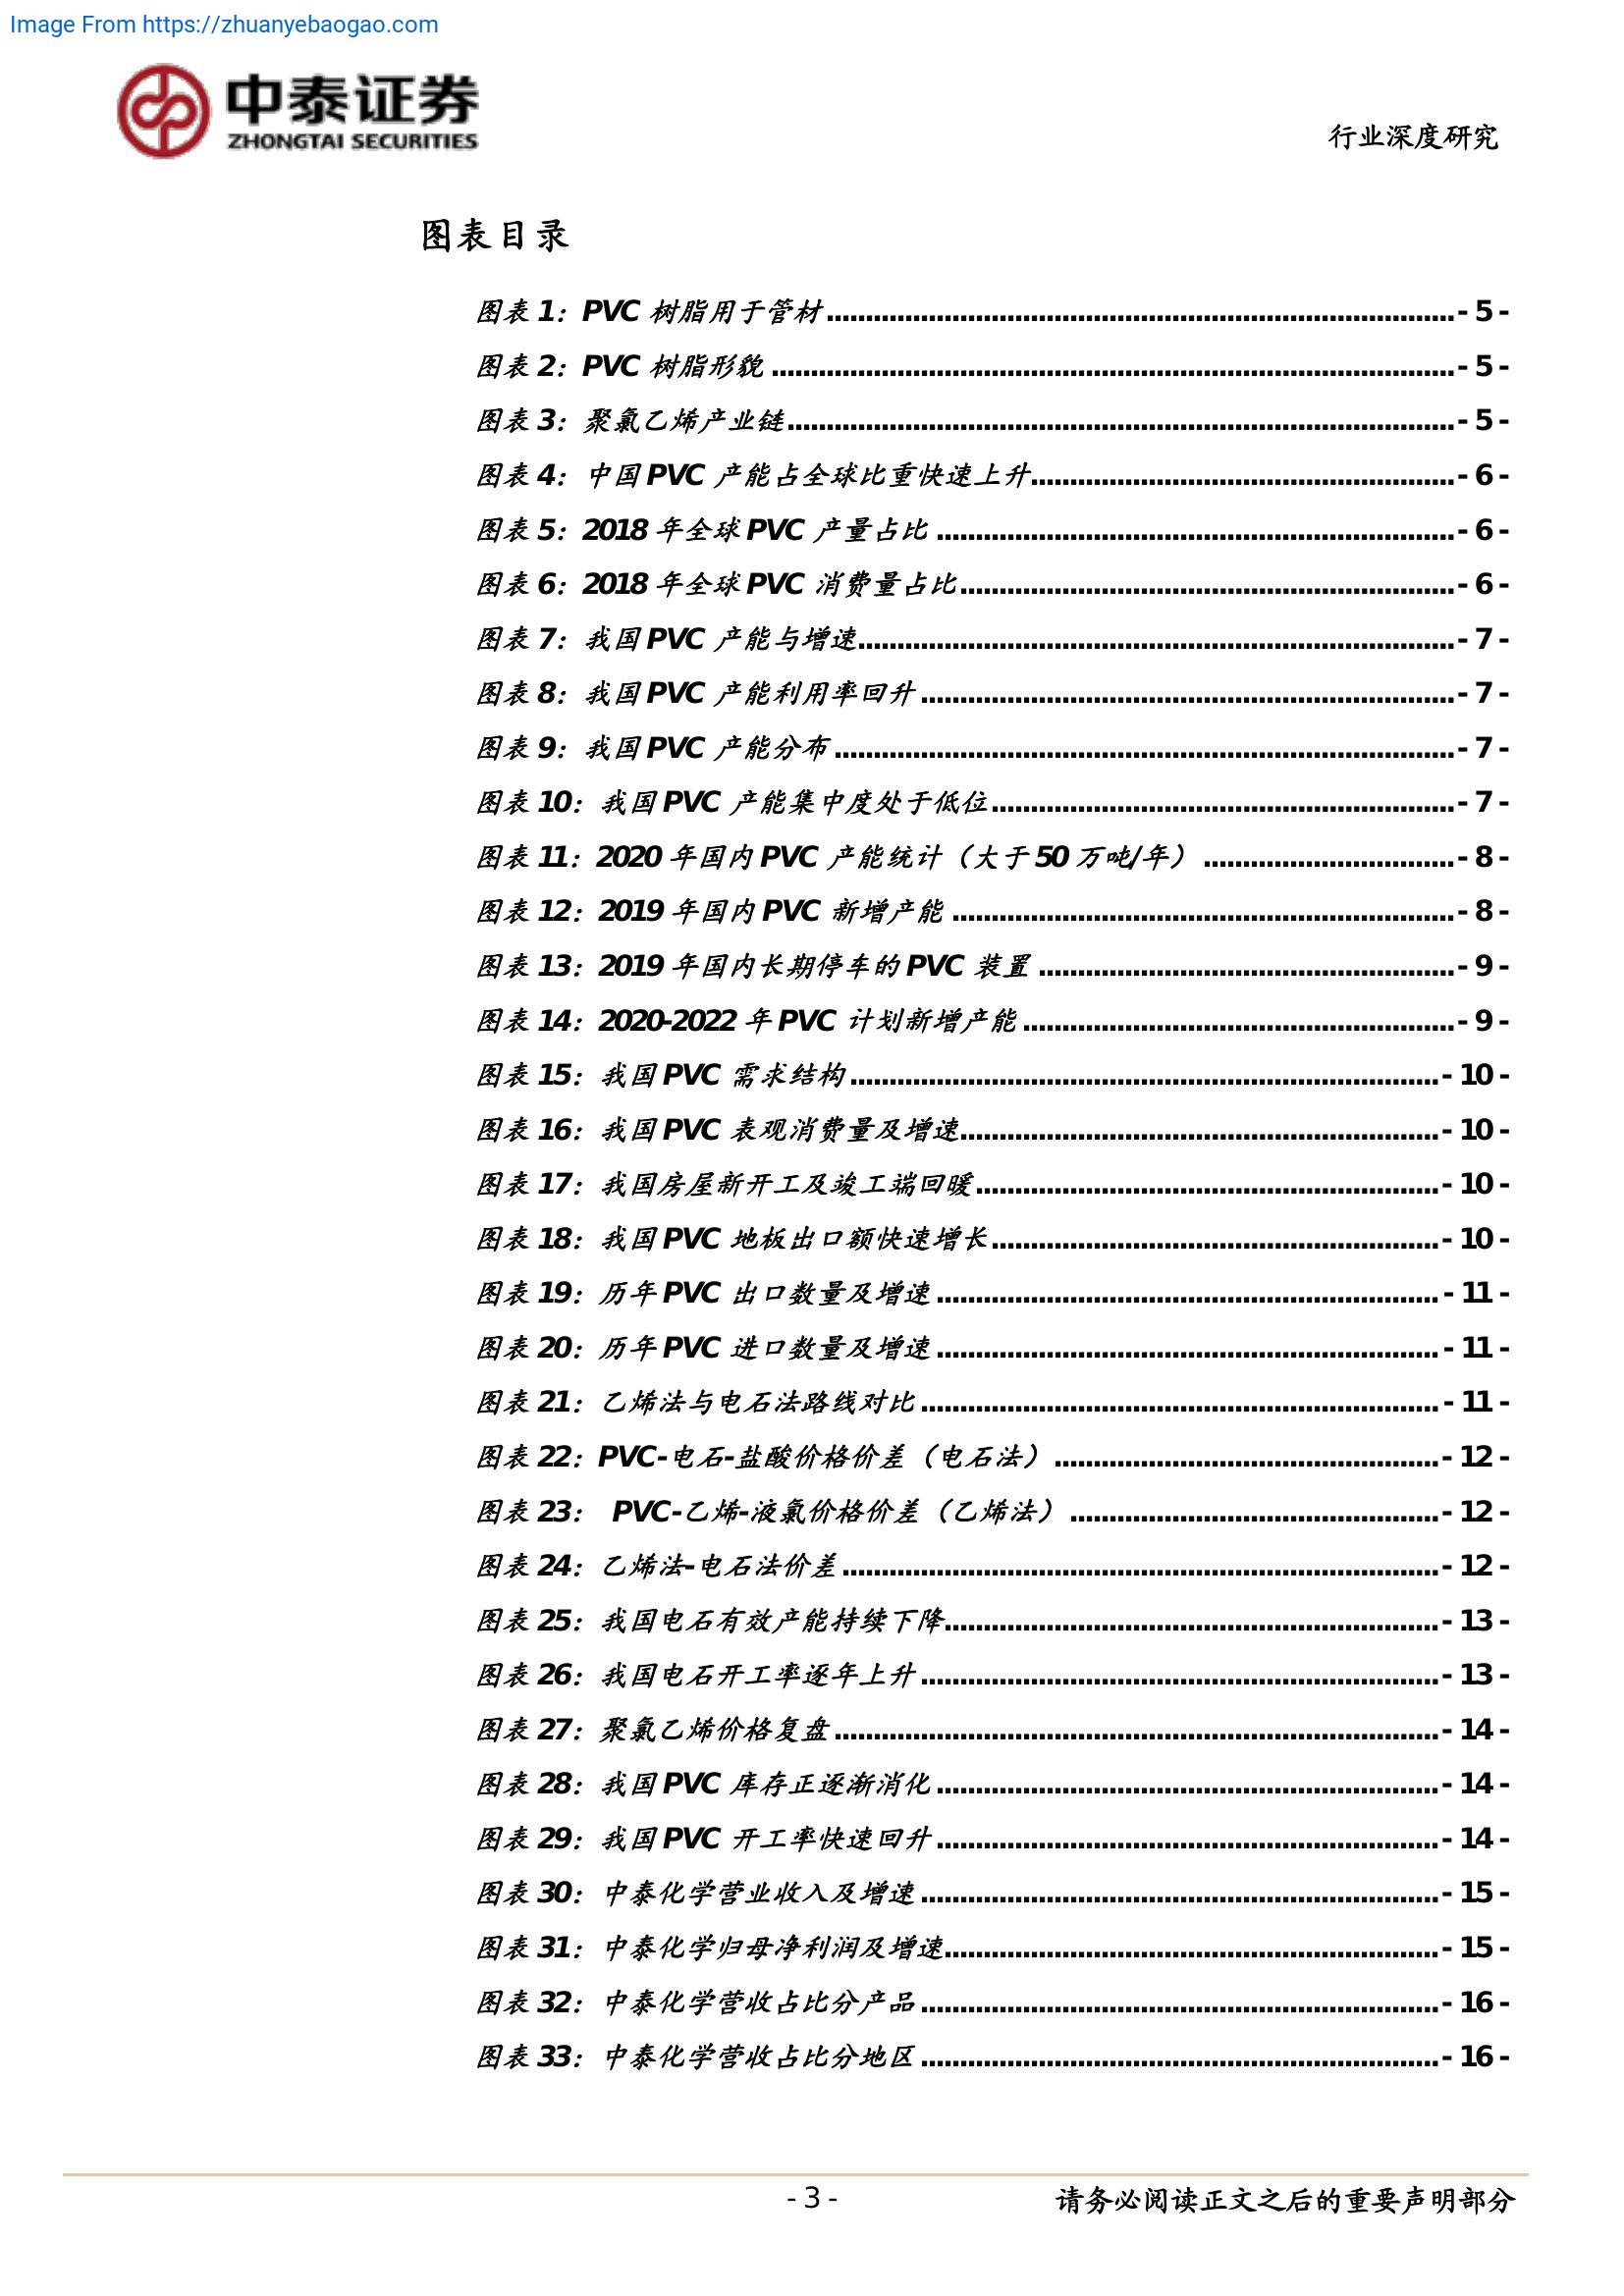 Image From https://zhuanyebaogao.com
中泰证券
ZHONGTAI SECURITIES
行业深度研究
图表目录
图表 1：PVC 树脂用于管材................................................................................- 5 -
图表 2：PVC 树脂形貌 ................................................................................- 5 -
图表 3：聚氯乙烯产业链................................................................................- 5 -
图表 4：中国 PVC 产能占全球比重快速上升......................................................- 6 -
图表 5：2018 年全球 PVC 产量占比 ..................................................................- 6 -
图表 6：2018 年全球 PVC 消费量占比...............................................................- 6 -
图表 7：我国 PVC 产能与增速............................................................................- 7 -
图表 8：我国 PVC 产能利用率回升 ....................................................................- 7 -
图表 9：我国 PVC 产能分布 ...............................................................................- 7 -
图表 10：我国 PVC 产能集中度处于低位...........................................................- 7 -
图表 11：2020 年国内 PVC 产能统计（大于 50 万吨/年） ................................- 8 -
图表 12：2019 年国内 PVC 新增产能 ................................................................- 8 -
图表 13：2019 年国内长期停车的 PVC 装置 .....................................................- 9 -
图表 14：2020-2022 年 PVC 计划新增产能 .......................................................- 9 -
图表 15：我国 PVC 需求结构...........................................................................- 10 -
图表 16：我国 PVC 表观消费量及增速.............................................................- 10 -
图表 17：我国房屋新开工及竣工端回暖...........................................................- 10 -
图表 18：我国 PVC 地板出口额快速增长.........................................................- 10 -
图表 19：历年 PVC 出口数量及增速 ................................................................- 11 -
图表 20：历年 PVC 进口数量及增速 ................................................................- 11 -
图表 21：乙烯法与电石法路线对比 ..................................................................- 11 -
图表 22：PVC-电石-盐酸价格价差（电石法） .................................................- 12 -
图表 23： PVC-乙烯-液氯价格价差（乙烯法） ...............................................- 12 -
图表 24：乙烯法-电石法价差............................................................................- 12 -
图表 25：我国电石有效产能持续下降...............................................................- 13 -
图表 26：我国电石开工率逐年上升 ..................................................................- 13 -
图表 27：聚氯乙烯价格复盘 .............................................................................- 14 -
图表 28：我国 PVC 库存正逐渐消化 ................................................................- 14 -
图表 29：我国 PVC 开工率快速回升 ................................................................- 14 -
图表 30：中泰化学营业收入及增速 ..................................................................- 15 -
图表 31：中泰化学归母净利润及增速...............................................................- 15 -
图表 32：中泰化学营收占比分产品 ..................................................................- 16 -
图表 33：中泰化学营收占比分地区 ..................................................................- 16 -
- 3 -
请务必阅读正文之后的重要声明部分